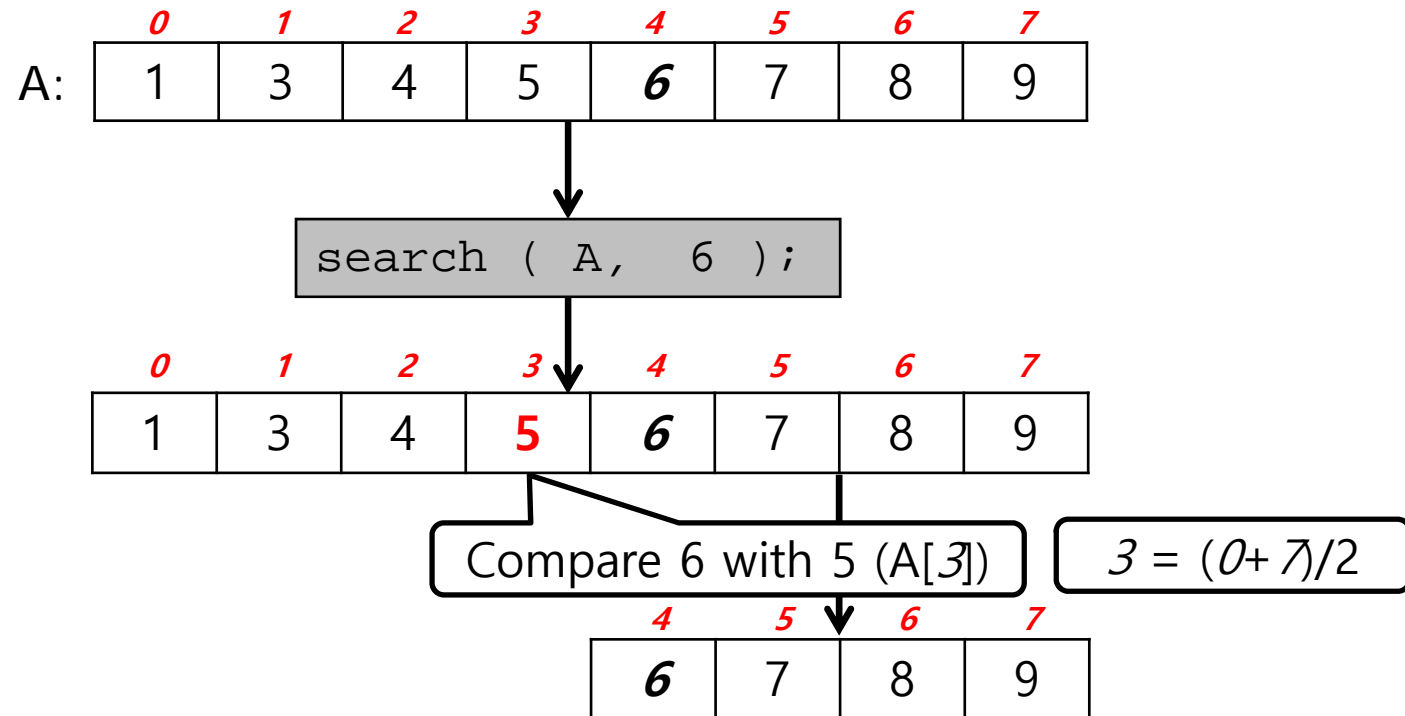 0 1 2 3 4 5 6 7
A: 1 3 4 5 6 7 8 9
search ( A, 6 );
0 1 2 3 4 5 6 7
1 3 4 5 6 7 8 9
Compare 6 with 5 (A[3]) 3 = (0+7)/2
4 5 6 7
6 7 8 9